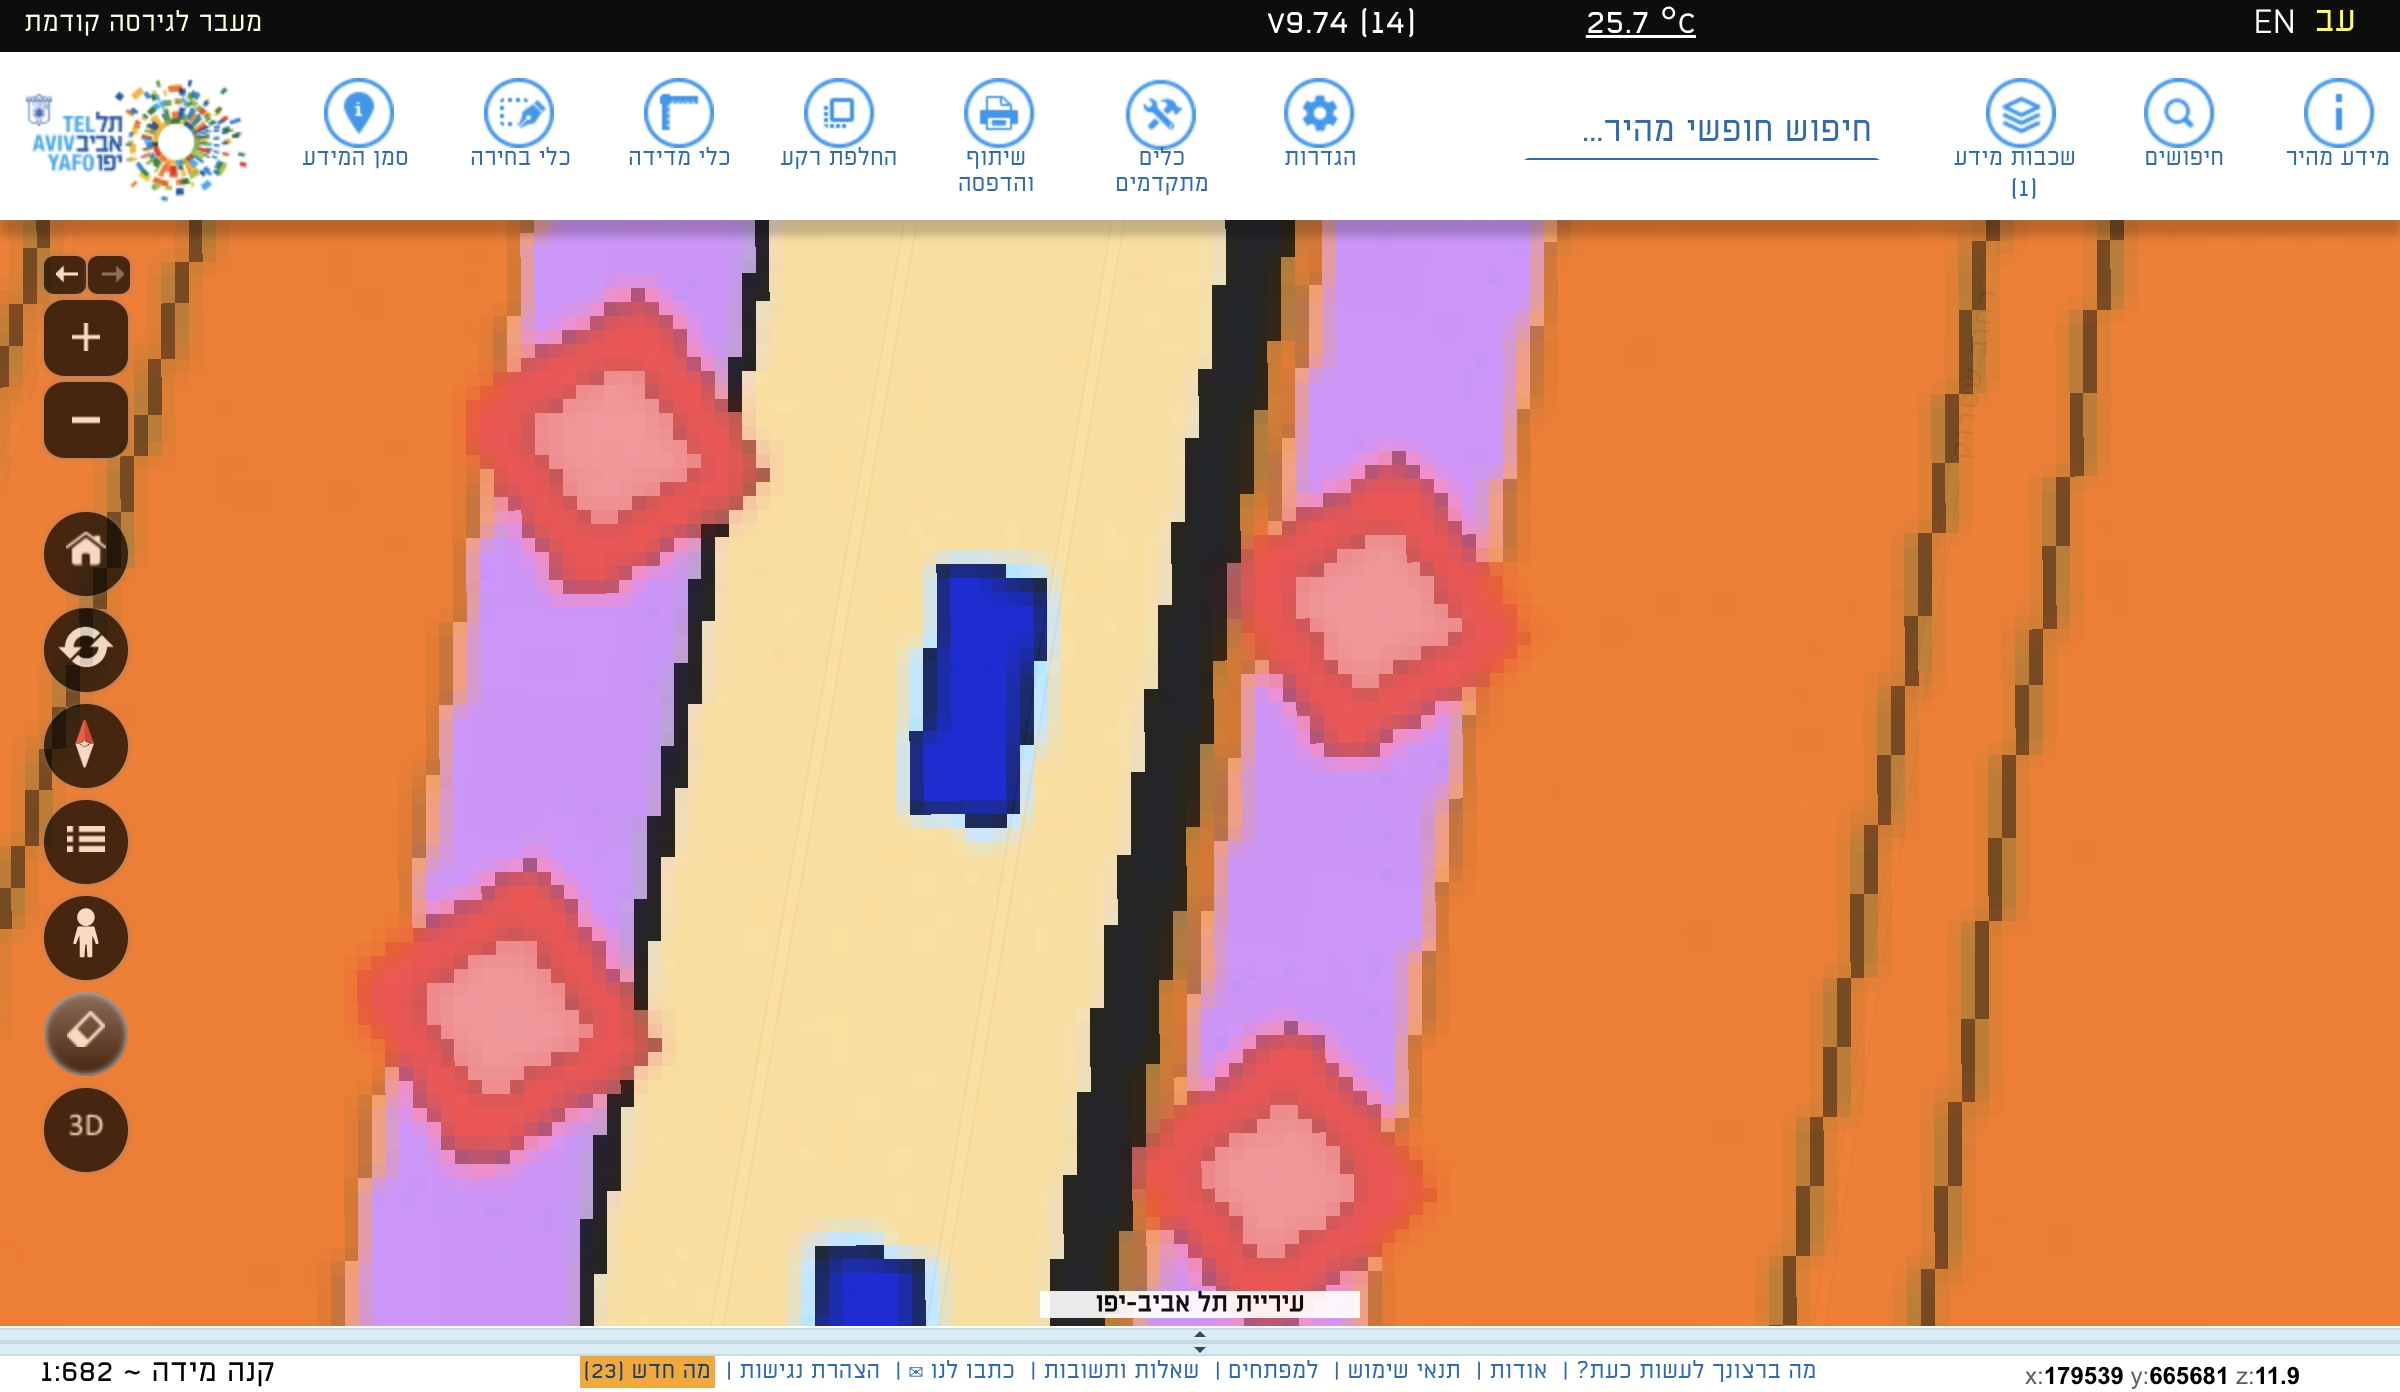 עב EN 25.7 °C V9.74 (14) מעבר לגירסה קודמת
מידע מהיר
חיפושים
שכבות מידע
(1)
חיפוש חופשי מהיר...
הגדרות
כלים
מתקדמים
שיתוף
והדפסה
החלפת רקע
כלי מדידה
כלי בחירה
סמן המידע
תל TEL
אביב AVIV
יפו YAFO
3D
עיריית תל אביב-יפו
x:179539 y:665681 z:11.9
מה ברצונך לעשות כעת? | אודות | תנאי שימוש | למפתחים | שאלות ותשובות | כתבו לנו ✉ | הצהרת נגישות | מה חדש (23)
קנה מידה ~ 1:682